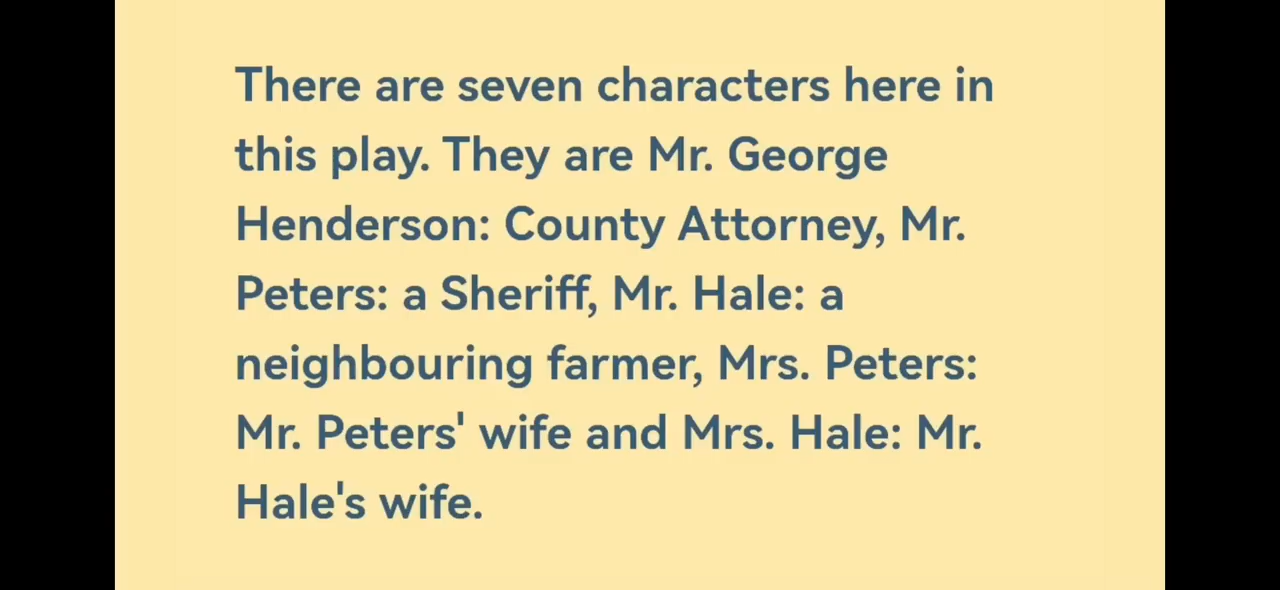 There are seven characters here in
this play. They are Mr. George
Henderson: County Attorney, Mr.
Peters: a Sheriff, Mr. Hale: a
neighbouring farmer, Mrs. Peters:
Mr. Peters' wife and Mrs. Hale: Mr.
Hale's wife.